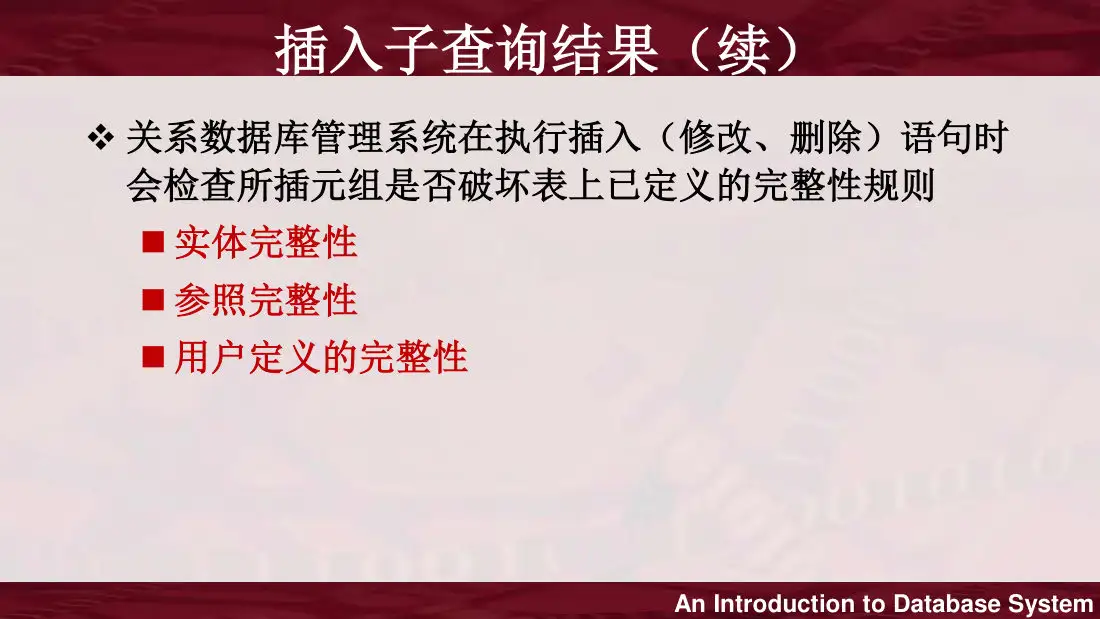 插入子查询结果（续）
❖ 关系数据库管理系统在执行插入（修改、删除）语句时
会检查所插元组是否破坏表上已定义的完整性规则
■ 实体完整性
■ 参照完整性
■ 用户定义的完整性
An Introduction to Database System